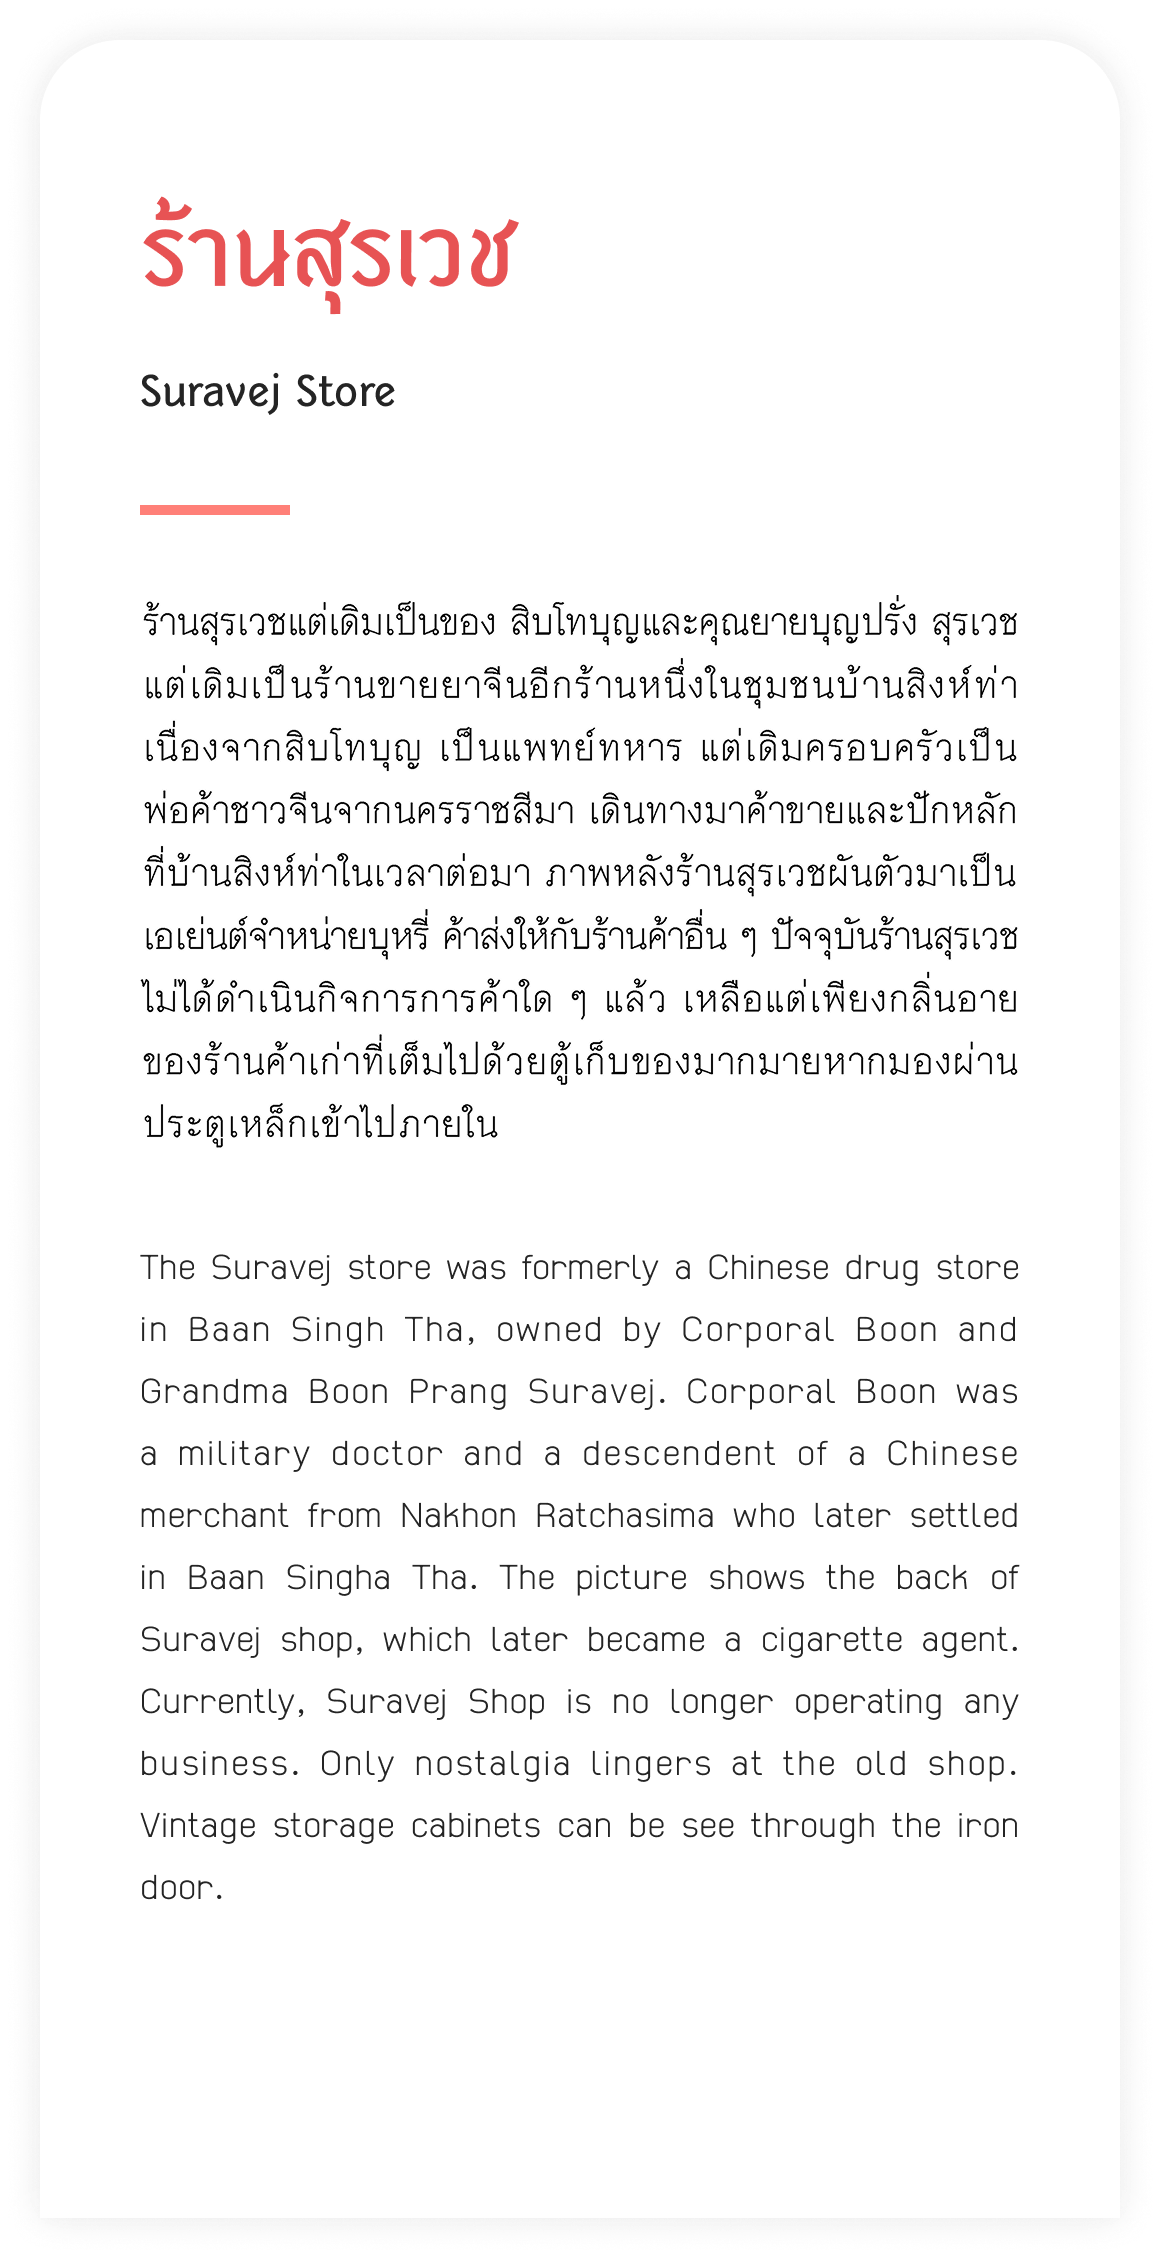 ร้านสุรเวช
Suravej Store
ร้านสุรเวชแต่เดิมเป็นของ สิบโทบุญและคุณยายบุญปรั่ง สุรเวช
แต่เดิมเป็นร้านขายยาจีนอีกร้านหนึ่งในชุมชนบ้านสิงห์ท่า
เนื่องจากสิบโทบุญ เป็นแพทย์ทหาร แต่เดิมครอบครัวเป็น
พ่อค้าชาวจีนจากนครราชสีมา เดินทางมาค้าขายและปักหลัก
ที่บ้านสิงห์ท่าในเวลาต่อมา ภาพหลังร้านสุรเวชผันตัวมาเป็น
เอเย่นต์จำหน่ายบุหรี่ ค้าส่งให้กับร้านค้าอื่น ๆ ปัจจุบันร้านสุรเวช
ไม่ได้ดำเนินกิจการการค้าใด ๆ แล้ว เหลือแต่เพียงกลิ่นอาย
ของร้านค้าเก่าที่เต็มไปด้วยตู้เก็บของมากมายหากมองผ่าน
ประตูเหล็กเข้าไปภายใน
The Suravej store was formerly a Chinese drug store
in Baan Singh Tha, owned by Corporal Boon and
Grandma Boon Prang Suravej. Corporal Boon was
a military doctor and a descendent of a Chinese
merchant from Nakhon Ratchasima who later settled
in Baan Singha Tha. The picture shows the back of
Suravej shop, which later became a cigarette agent.
Currently, Suravej Shop is no longer operating any
business. Only nostalgia lingers at the old shop.
Vintage storage cabinets can be see through the iron
door.